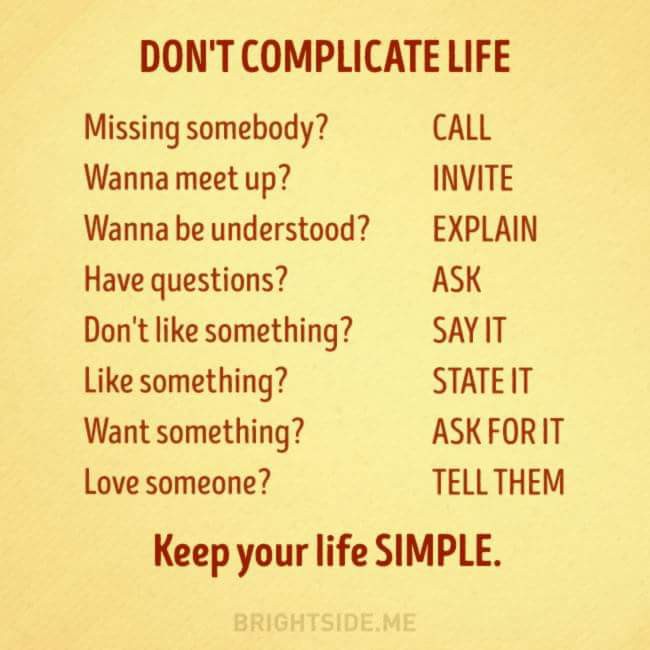 DON'T COMPLICATE LIFE
Missing somebody? CALL
Wanna meet up? INVITE
Wanna be understood? EXPLAIN
Have questions? ASK
Don't like something? SAY IT
Like something? STATE IT
Want something? ASK FOR IT
Love someone? TELL THEM
Keep your life SIMPLE.
BRIGHTSIDE.ME